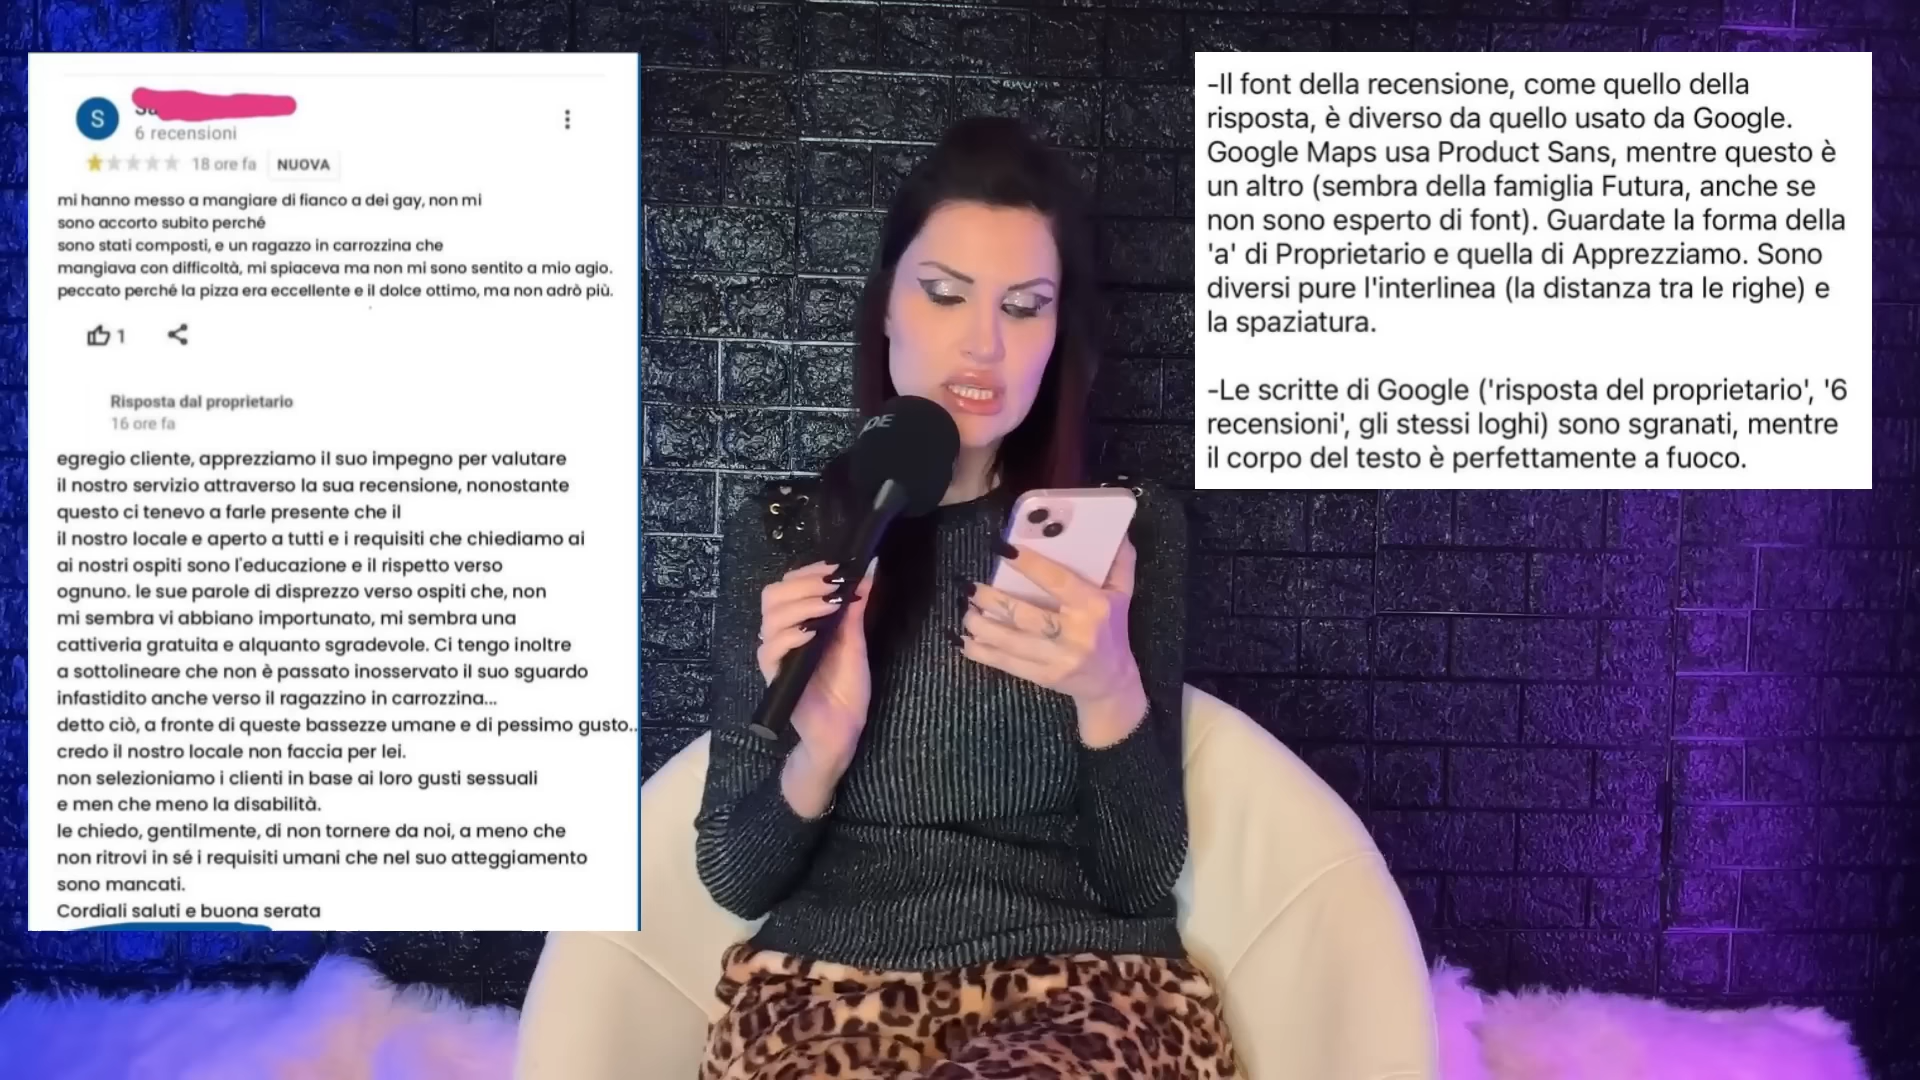 S
6 recensioni
18 ore fa NUOVA
mi hanno messo a mangiare di fianco a dei gay, non mi
sono accorto subito perché
sono stati composti, e un ragazzo in carrozzina che
mangiava con difficoltà, mi spiaceva ma non mi sono sentito a mio agio.
peccato perché la pizza era eccellente e il dolce ottimo, ma non adrò più.
1
Risposta dal proprietario
16 ore fa
egregio cliente, apprezziamo il suo impegno per valutare
il nostro servizio attraverso la sua recensione, nonostante
questo ci tenevo a farle presente che il
il nostro locale e aperto a tutti e i requisiti che chiediamo ai
ai nostri ospiti sono l'educazione e il rispetto verso
ognuno. le sue parole di disprezzo verso ospiti che, non
mi sembra vi abbiano importunato, mi sembra una
cattiveria gratuita e alquanto sgradevole. Ci tengo inoltre
a sottolineare che non è passato inosservato il suo sguardo
infastidito anche verso il ragazzino in carrozzina...
detto ciò, a fronte di queste bassezze umane e di pessimo gusto..
credo il nostro locale non faccia per lei.
non selezioniamo i clienti in base ai loro gusti sessuali
e men che meno la disabilità.
le chiedo, gentilmente, di non tornere da noi, a meno che
non ritrovi in sé i requisiti umani che nel suo atteggiamento
sono mancati.
Cordiali saluti e buona serata
-Il font della recensione, come quello della
risposta, è diverso da quello usato da Google.
Google Maps usa Product Sans, mentre questo è
un altro (sembra della famiglia Futura, anche se
non sono esperto di font). Guardate la forma della
'a' di Proprietario e quella di Apprezziamo. Sono
diversi pure l'interlinea (la distanza tra le righe) e
la spaziatura.
-Le scritte di Google ('risposta del proprietario', '6
recensioni', gli stessi loghi) sono sgranati, mentre
il corpo del testo è perfettamente a fuoco.